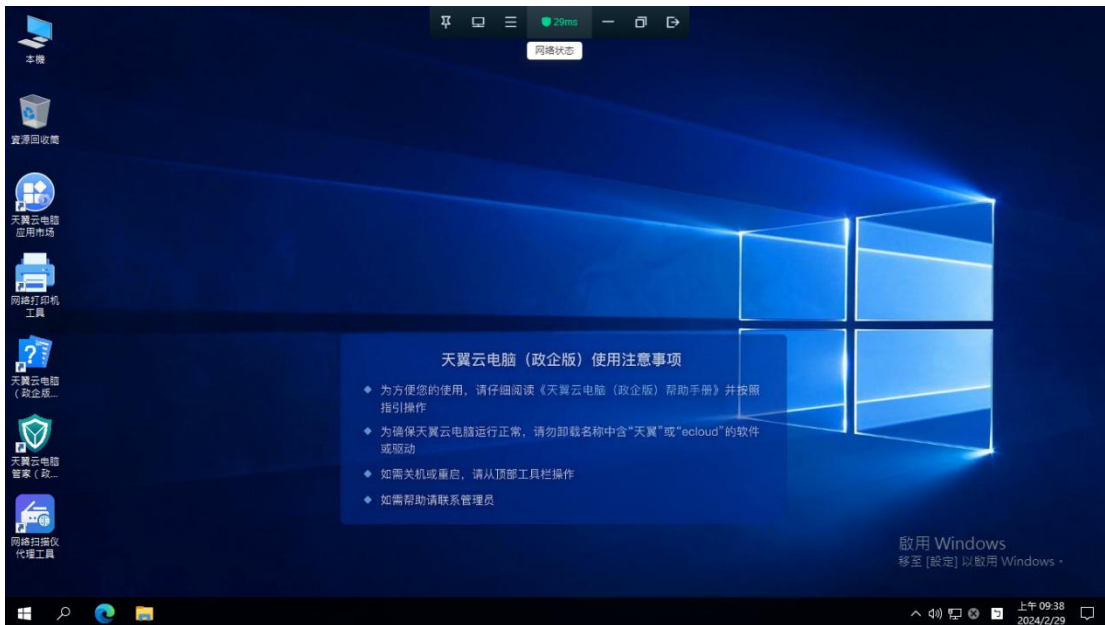 29ms
网络状态
本機
資源回收筒
天翼云电脑
应用市场
网络打印机
工具
天翼云电脑
（政企版...
天翼云电脑
管家（政...
网络扫描仪
代理工具
天翼云电脑（政企版）使用注意事项
为方便您的使用，请仔细阅读《天翼云电脑（政企版）帮助手册》并按照
指引操作
为确保天翼云电脑运行正常，请勿卸载名称中含“天翼”或“ecloud”的软件
或驱动
如需关机或重启，请从顶部工具栏操作
如需帮助请联系管理员
啟用 Windows
移至 [設定] 以啟用 Windows。
上午 09:38
2024/2/29